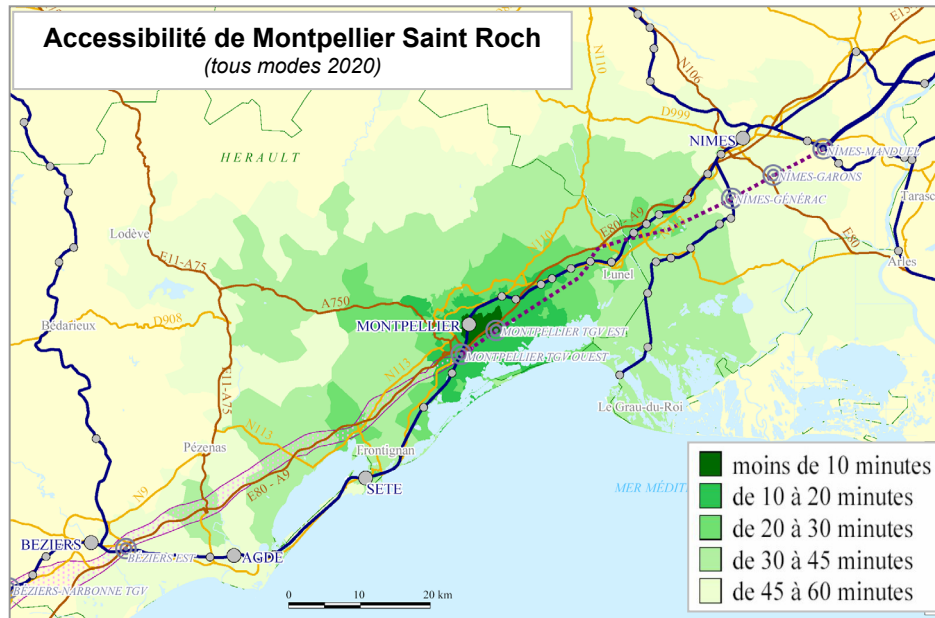 Accessibilité de Montpellier Saint Roch
(tous modes 2020)
E15
N110
N106
D999
NIMES
NIMES-MANDUEL
HERAULT
NIMES-GARONS
Tarasc
NIMES-GÉNÉRAC
Lodève
E80 - A9
E80
N110
E11-A75
Lunel
Arles
A750
Bédarieux
D908
MONTPELLIER
MONTPELLIER TGV EST
MONTPELLIER TGV OUEST
N113
E11-A75
Le Grau-du-Roi
N113
Pézenas
Frontignan
E80 - A9
SETE
MER MÉDIT
N9
BEZIERS
BEZIERS EST
AGDE
BEZIERS-NARBONNE TGV
0 10 20 km
moins de 10 minutes
de 10 à 20 minutes
de 20 à 30 minutes
de 30 à 45 minutes
de 45 à 60 minutes